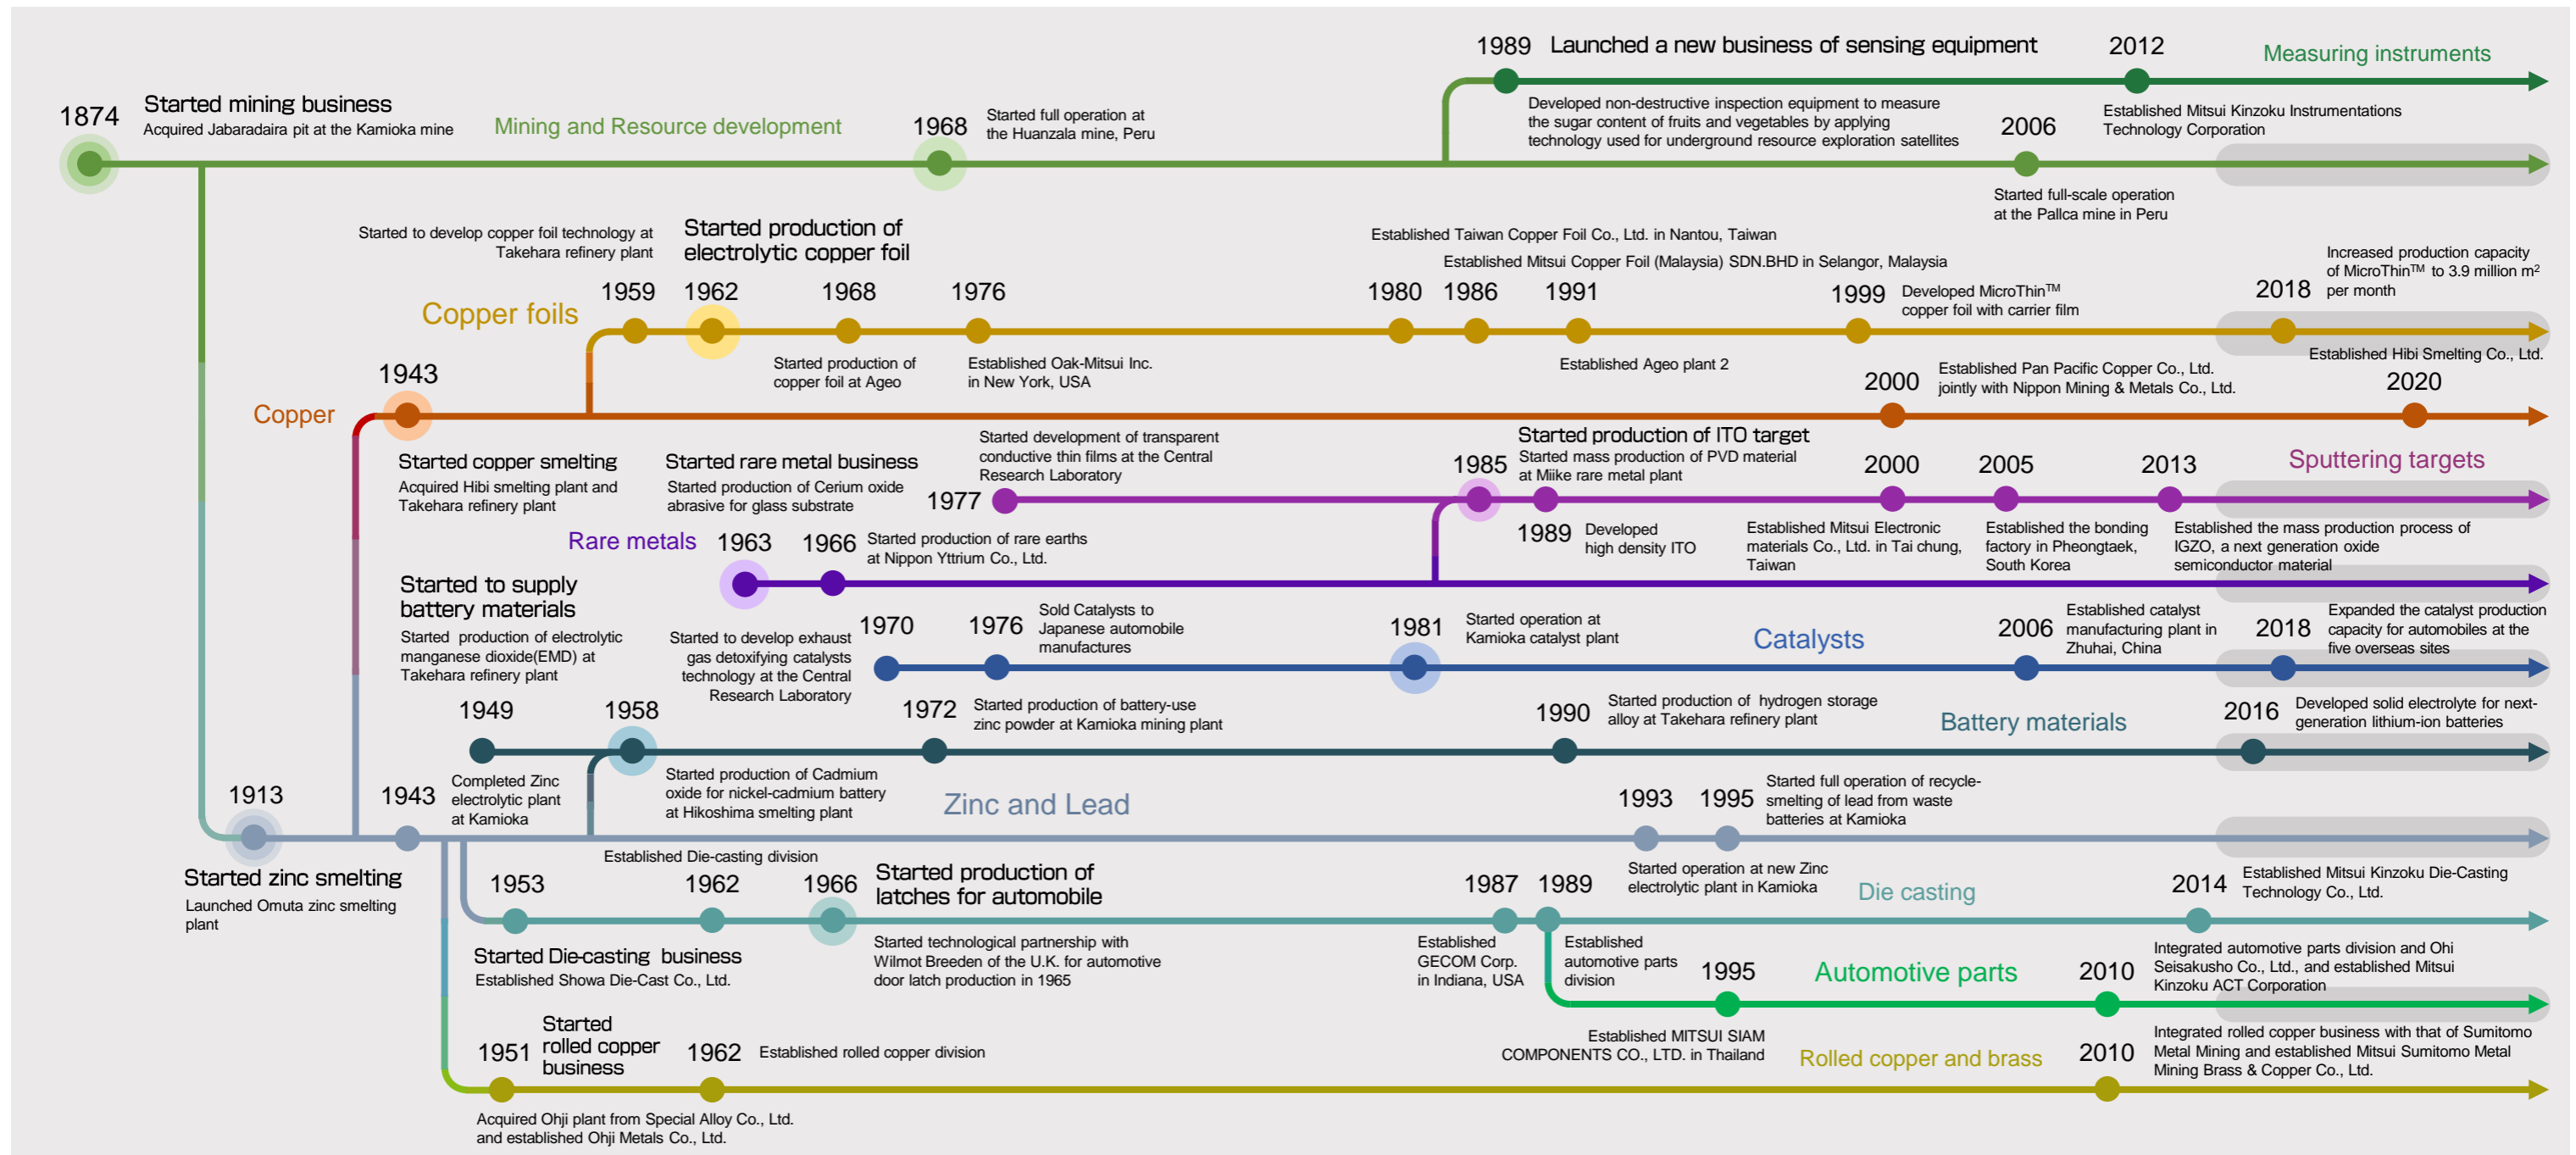 1989 Launched a new business of sensing equipment
2012
Measuring instruments
1874
Started mining business
Acquired Jabaradaira pit at the Kamioka mine
Mining and Resource development
1968
Started full operation at
the Huanzala mine, Peru
Developed non-destructive inspection equipment to measure
the sugar content of fruits and vegetables by applying
technology used for underground resource exploration satellites
2006
Established Mitsui Kinzoku Instrumentations
Technology Corporation
Started full-scale operation
at the Pallca mine in Peru
Started to develop copper foil technology at
Takehara refinery plant
Started production of
electrolytic copper foil
Established Taiwan Copper Foil Co., Ltd. in Nantou, Taiwan
Established Mitsui Copper Foil (Malaysia) SDN.BHD in Selangor, Malaysia
Copper foils
1959
1962
1968
1976
1980
1986
1991
1999
Developed MicroThin™
copper foil with carrier film
2018
Increased production capacity
of MicroThin™ to 3.9 million m²
per month
Started production of
copper foil at Ageo
Established Oak-Mitsui Inc.
in New York, USA
Established Ageo plant 2
Copper
1943
2000
Established Pan Pacific Copper Co., Ltd.
jointly with Nippon Mining & Metals Co., Ltd.
Established Hibi Smelting Co., Ltd.
2020
Started copper smelting
Acquired Hibi smelting plant and
Takehara refinery plant
Started rare metal business
Started production of Cerium oxide
abrasive for glass substrate
1977
Started development of transparent
conductive thin films at the Central
Research Laboratory
1985
Started production of ITO target
Started mass production of PVD material
at Miike rare metal plant
2000
2005
2013
Sputtering targets
1989
Developed
high density ITO
Established Mitsui Electronic
materials Co., Ltd. in Tai chung,
Taiwan
Established the bonding
factory in Pheongtaek,
South Korea
Established the mass production process of
IGZO, a next generation oxide
semiconductor material
Rare metals
1963
1966
Started production of rare earths
at Nippon Yttrium Co., Ltd.
Started to supply
battery materials
Started production of electrolytic
manganese dioxide(EMD) at
Takehara refinery plant
Started to develop exhaust
gas detoxifying catalysts
technology at the Central
Research Laboratory
1970
1976
Sold Catalysts to
Japanese automobile
manufactures
1981
Started operation at
Kamioka catalyst plant
Catalysts
2006
Established catalyst
manufacturing plant in
Zhuhai, China
2018
Expanded the catalyst production
capacity for automobiles at the
five overseas sites
1949
1958
1972
Started production of battery-use
zinc powder at Kamioka mining plant
1990
Started production of hydrogen storage
alloy at Takehara refinery plant
Battery materials
2016
Developed solid electrolyte for next-
generation lithium-ion batteries
1913
1943
Completed Zinc
electrolytic plant
at Kamioka
Started production of Cadmium
oxide for nickel-cadmium battery
at Hikoshima smelting plant
Zinc and Lead
1993
1995
Started full operation of recycle-
smelting of lead from waste
batteries at Kamioka
Started zinc smelting
Launched Omuta zinc smelting
plant
Established Die-casting division
1953
1962
1966
Started production of
latches for automobile
1987
1989
Started operation at new Zinc
electrolytic plant in Kamioka
Die casting
2014
Established Mitsui Kinzoku Die-Casting
Technology Co., Ltd.
Started Die-casting business
Established Showa Die-Cast Co., Ltd.
Started technological partnership with
Wilmot Breeden of the U.K. for automotive
door latch production in 1965
Established
GECOM Corp.
in Indiana, USA
Established
automotive parts
division
1995
Automotive parts
2010
Integrated automotive parts division and Ohi
Seisakusho Co., Ltd., and established Mitsui
Kinzoku ACT Corporation
Established MITSUI SIAM
COMPONENTS CO., LTD. in Thailand
1951
Started
rolled copper
business
1962
Established rolled copper division
Rolled copper and brass
2010
Integrated rolled copper business with that of Sumitomo
Metal Mining and established Mitsui Sumitomo Metal
Mining Brass & Copper Co., Ltd.
Acquired Ohji plant from Special Alloy Co., Ltd.
and established Ohji Metals Co., Ltd.